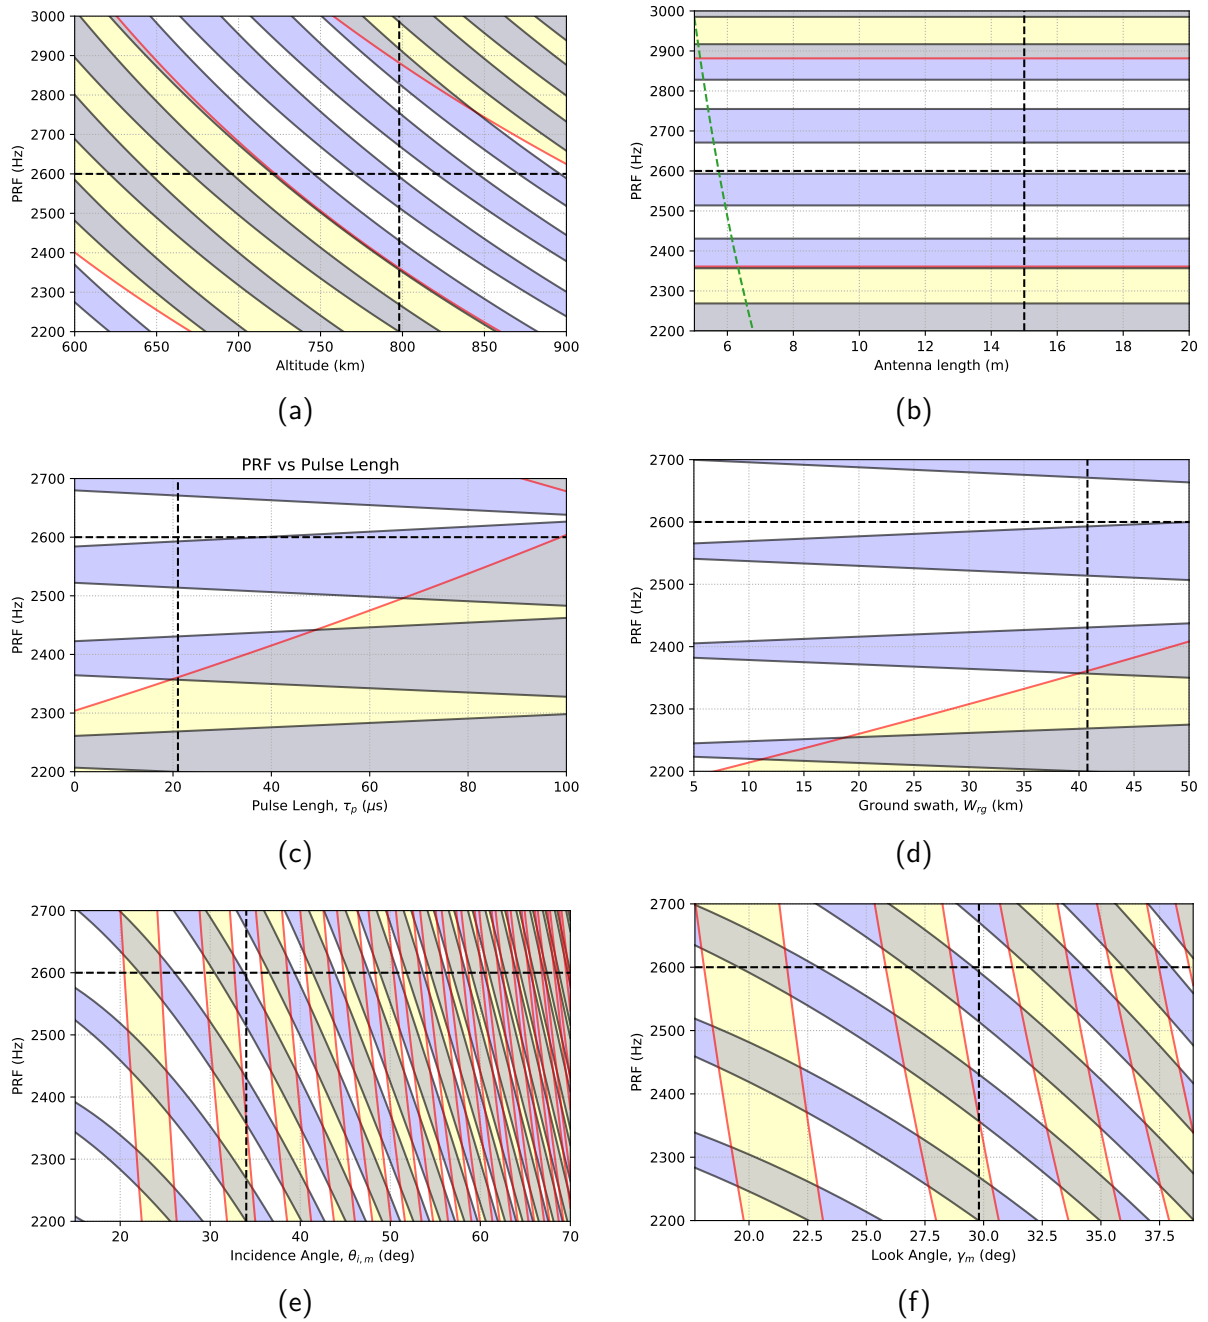 3000
2900
2800
2700
2600
2500
2400
2300
2200
PRF (Hz)
600 650 700 750 800 850 900
Altitude (km)
(a)
3000
2900
2800
2700
2600
2500
2400
2300
2200
PRF (Hz)
6 8 10 12 14 16 18 20
Antenna length (m)
(b)
PRF vs Pulse Lengh
2700
2600
2500
2400
2300
2200
PRF (Hz)
0 20 40 60 80 100
Pulse Lengh, τp (μs)
(c)
2700
2600
2500
2400
2300
2200
PRF (Hz)
5 10 15 20 25 30 35 40 45 50
Ground swath, Wrg (km)
(d)
2700
2600
2500
2400
2300
2200
PRF (Hz)
20 30 40 50 60 70
Incidence Angle, θi,m (deg)
(e)
2700
2600
2500
2400
2300
2200
PRF (Hz)
20.0 22.5 25.0 27.5 30.0 32.5 35.0 37.5
Look Angle, γm (deg)
(f)